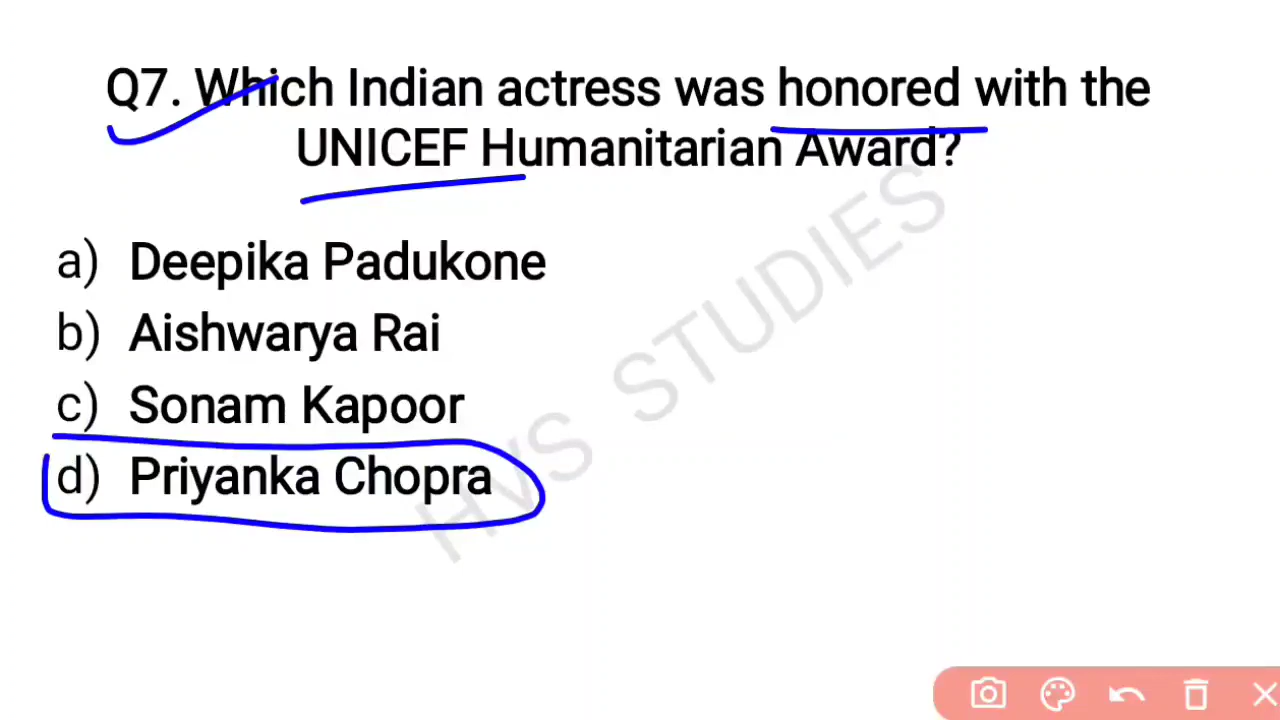 Q7. Which Indian actress was honored with the
UNICEF Humanitarian Award?
a) Deepika Padukone
b) Aishwarya Rai
c) Sonam Kapoor
d) Priyanka Chopra
HVS STUDIES